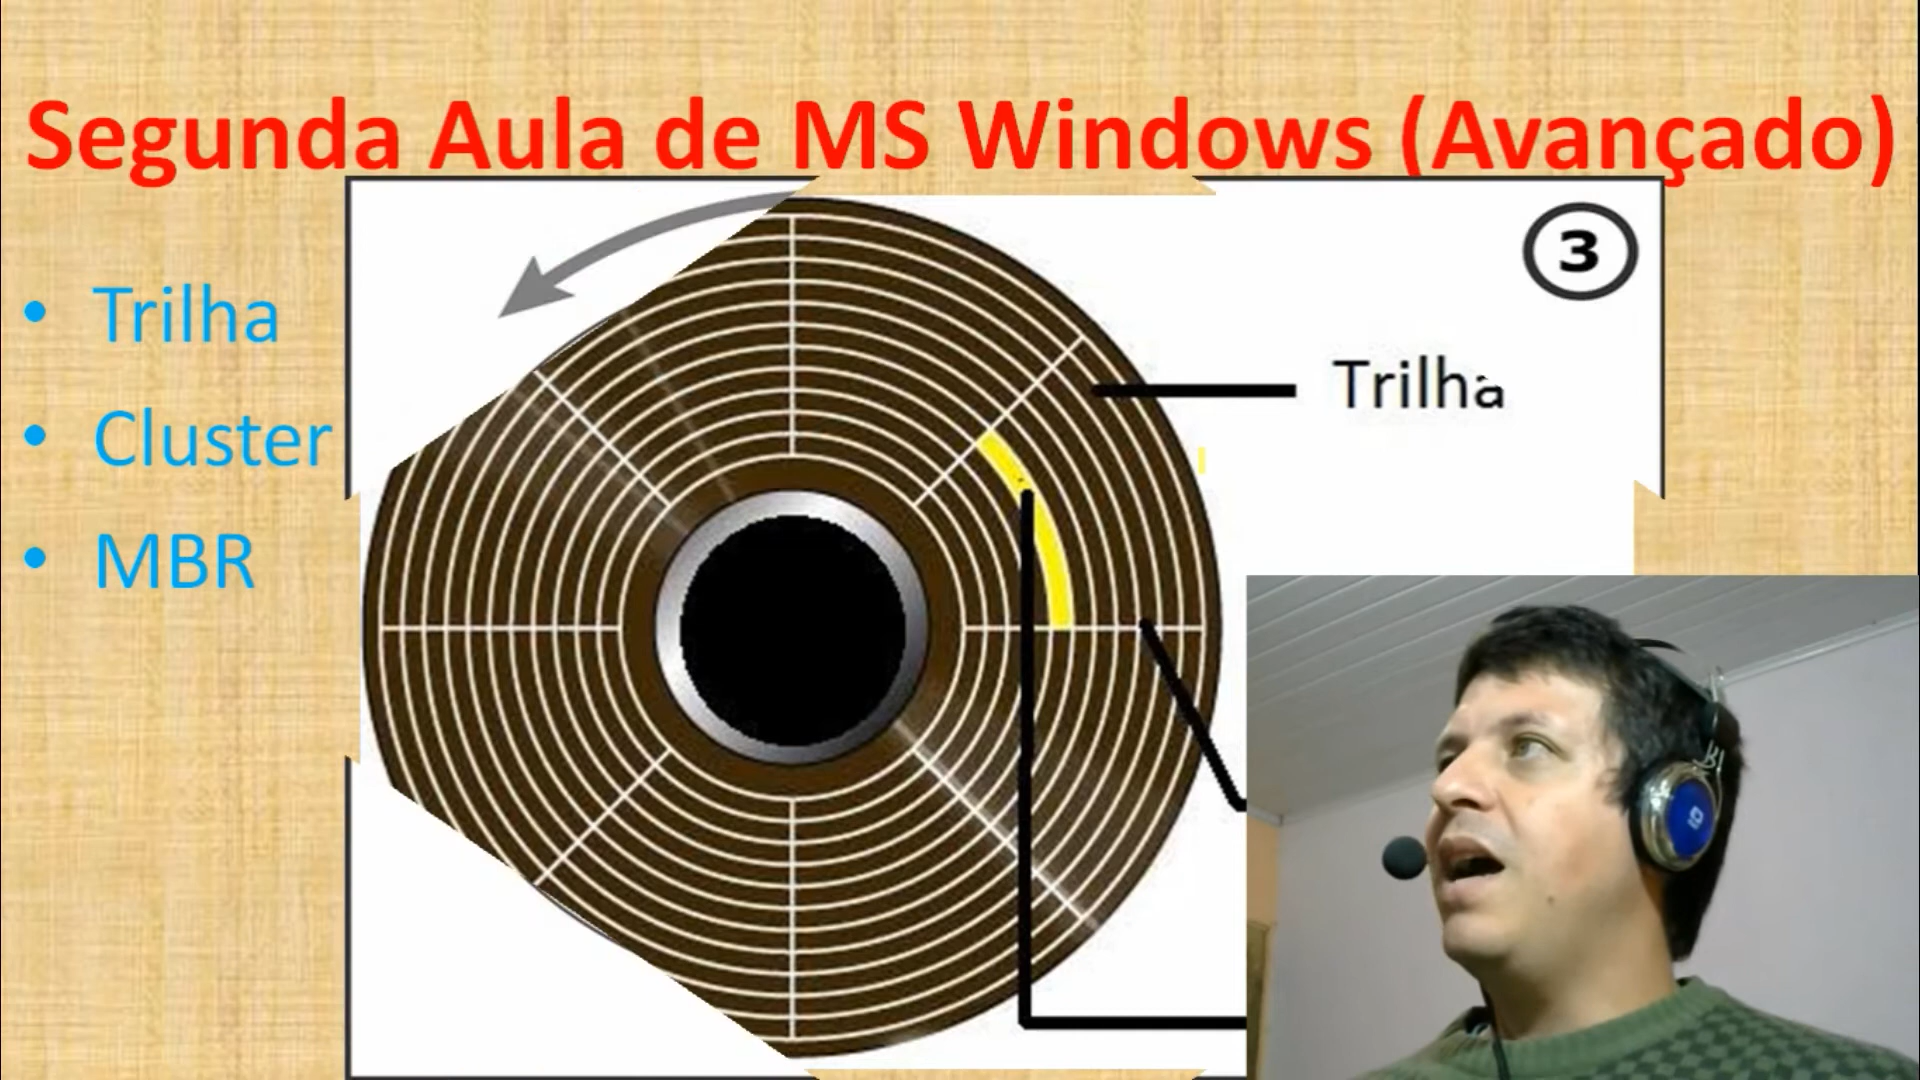 Segunda Aula de MS Windows (Avançado)
• Trilha
• Cluster
• MBR
3
Trilha